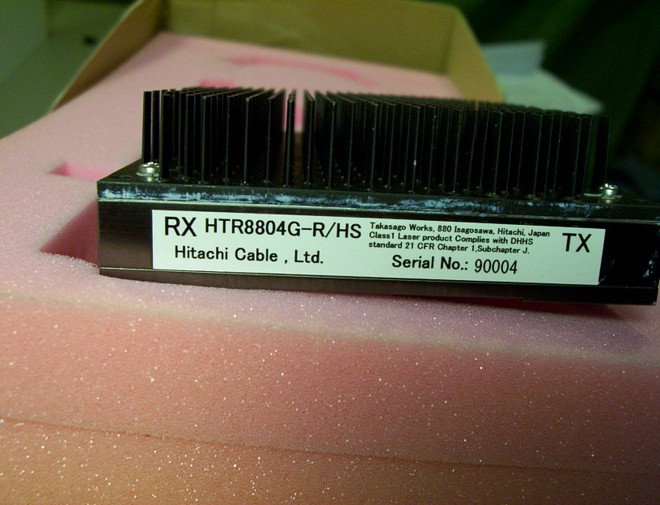 RX HTR8804G-R/HS
Takasago Works, 880 Isagosawa, Hitachi, Japan
Class1 Laser product Complies with DHHS
standard 21 CFR Chapter 1,Subchapter J.
TX
Hitachi Cable , Ltd.
Serial No.: 90004